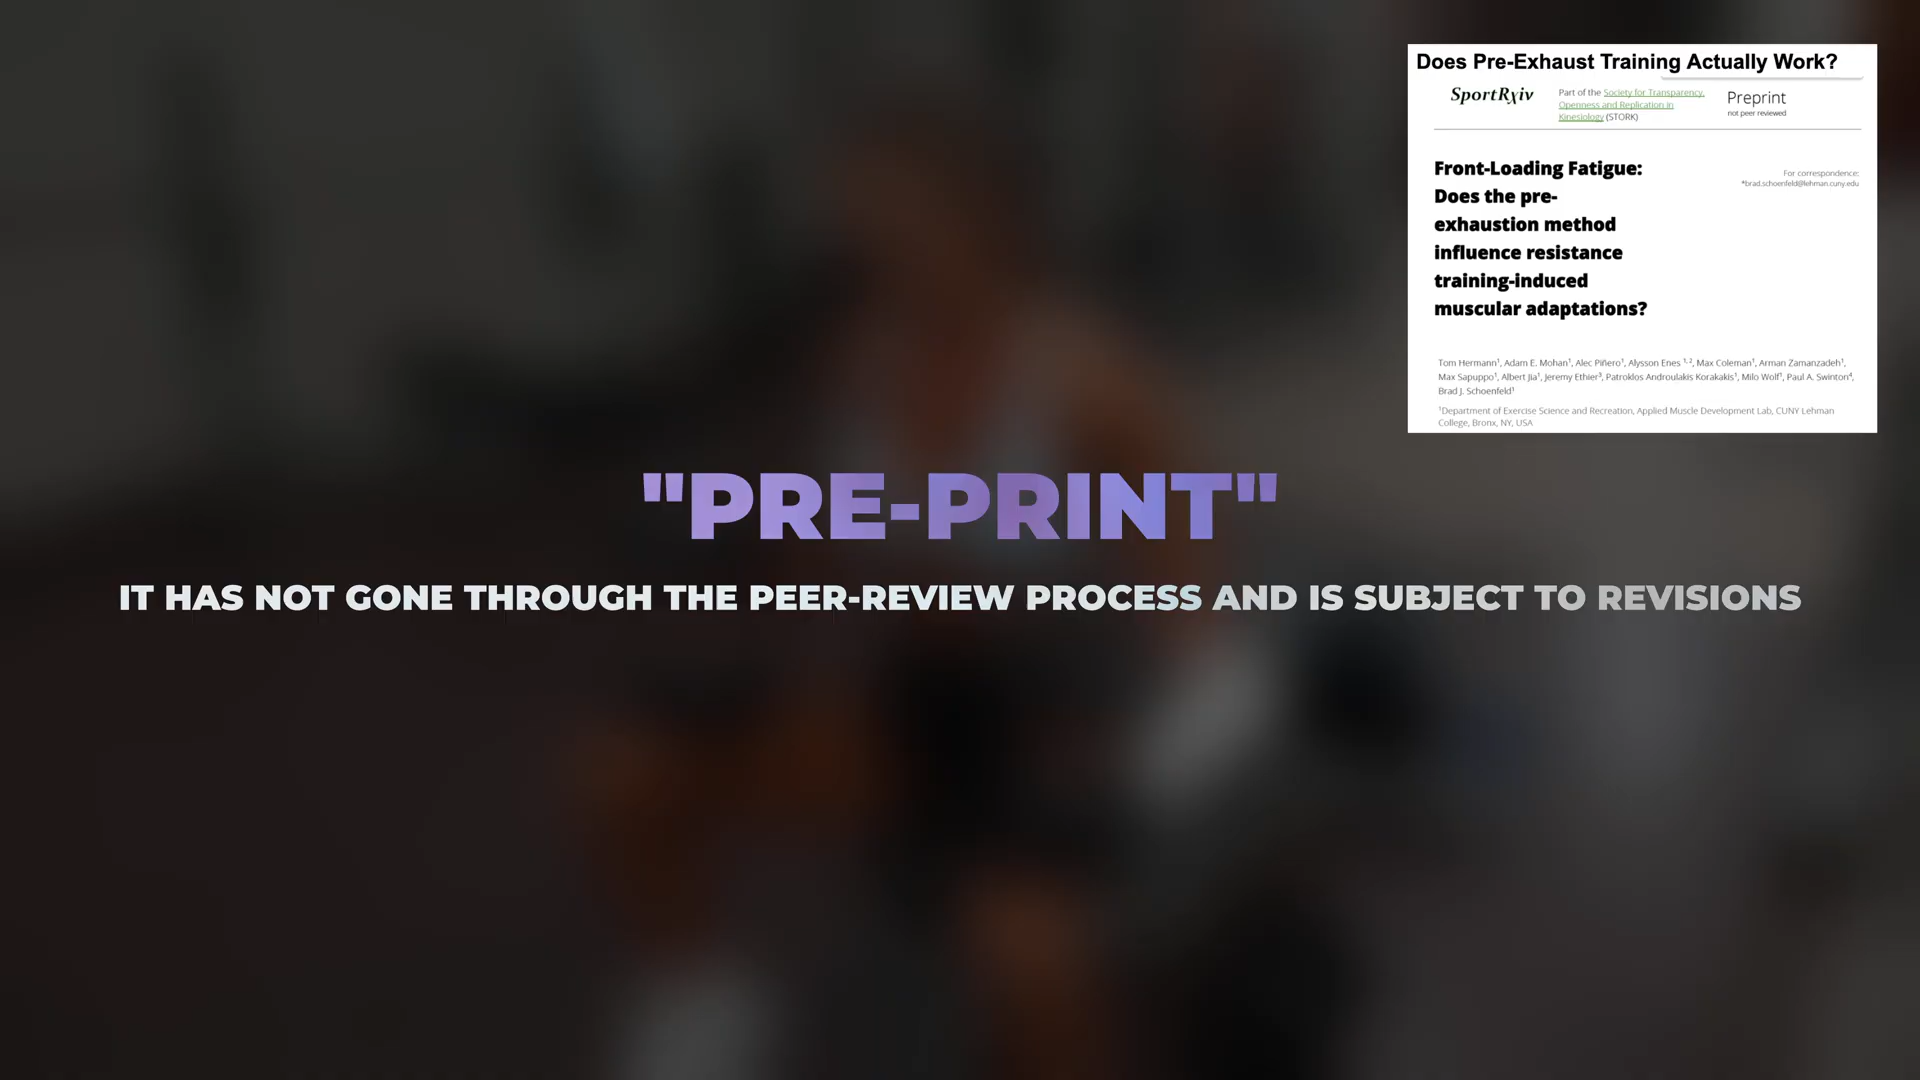 Does Pre-Exhaust Training Actually Work?
SportRχiv
Part of the Society for Transparency,
Openness and Replication in
Kinesiology (STORK)
Preprint
not peer reviewed
Front-Loading Fatigue:
Does the pre-
exhaustion method
influence resistance
training-induced
muscular adaptations?
For correspondence:
*brad.schoenfeld@lehman.cuny.edu
Tom Hermann¹, Adam E. Mohan¹, Alec Piñero¹, Alysson Enes ¹,², Max Coleman¹, Arman Zamanzadeh¹,
Max Sapuppo¹, Albert Jia¹, Jeremy Ethier³, Patroklos Androulakis Korakakis¹, Milo Wolf¹, Paul A. Swinton⁴,
Brad J. Schoenfeld¹
¹Department of Exercise Science and Recreation, Applied Muscle Development Lab, CUNY Lehman
College, Bronx, NY, USA
"PRE-PRINT"
IT HAS NOT GONE THROUGH THE PEER-REVIEW PROCESS AND IS SUBJECT TO REVISIONS